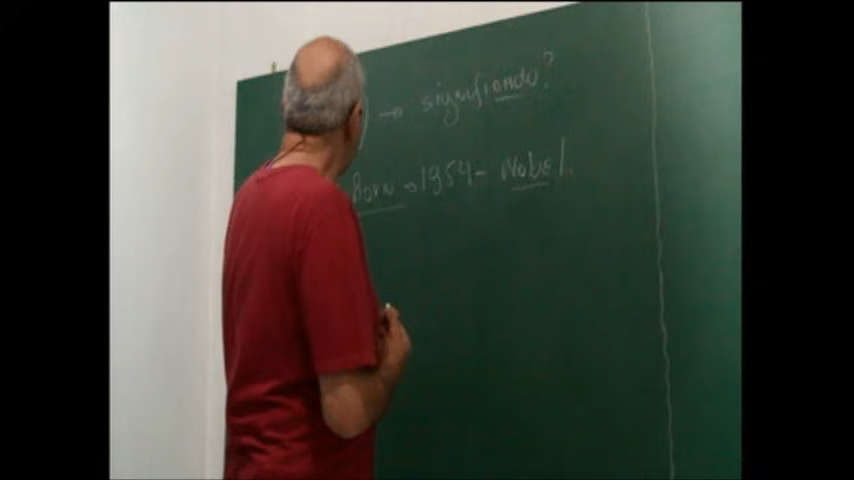 → significado?
Born → 1954 - Nobel.